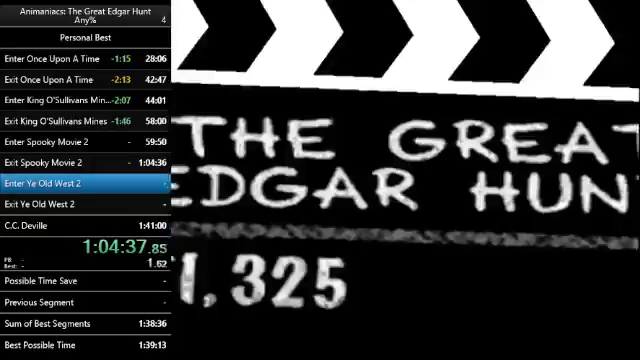 Animaniacs: The Great Edgar Hunt
Any% 4
Personal Best
Enter Once Upon A Time -1:15 28:06
Exit Once Upon A Time -2:13 42:47
Enter King O'Sullivans Min... -2:07 44:01
Exit King O'Sullivans Mines -1:46 58:00
Enter Spooky Movie 2 - 59:50
Exit Spooky Movie 2 - 1:04:36
Enter Ye Old West 2 -
Exit Ye Old West 2 -
C.C. Deville 1:41:00
1:04:37.85
PB: -
Best: - 1.62
Possible Time Save -
Previous Segment -
Sum of Best Segments 1:38:36
Best Possible Time 1:39:13
THE GREAT
EDGAR HUN
1,325